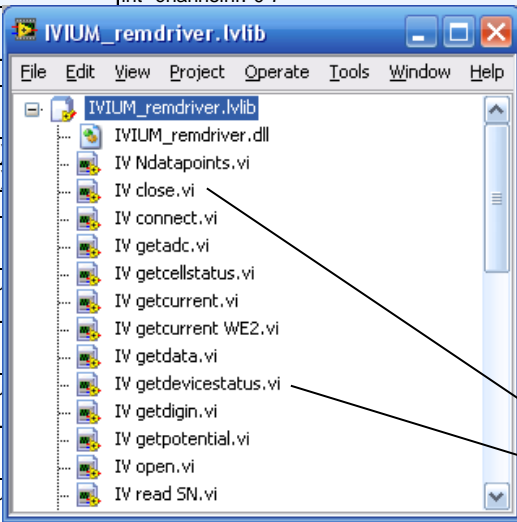 IVIUM_remdriver.lvlib
File Edit View Project Operate Tools Window Help
IVIUM_remdriver.lvlib
IVIUM_remdriver.dll
IV Ndatapoints.vi
IV close.vi
IV connect.vi
IV getadc.vi
IV getcellstatus.vi
IV getcurrent.vi
IV getcurrent WE2.vi
IV getdata.vi
IV getdevicestatus.vi
IV getdigin.vi
IV getpotential.vi
IV open.vi
IV read SN.vi